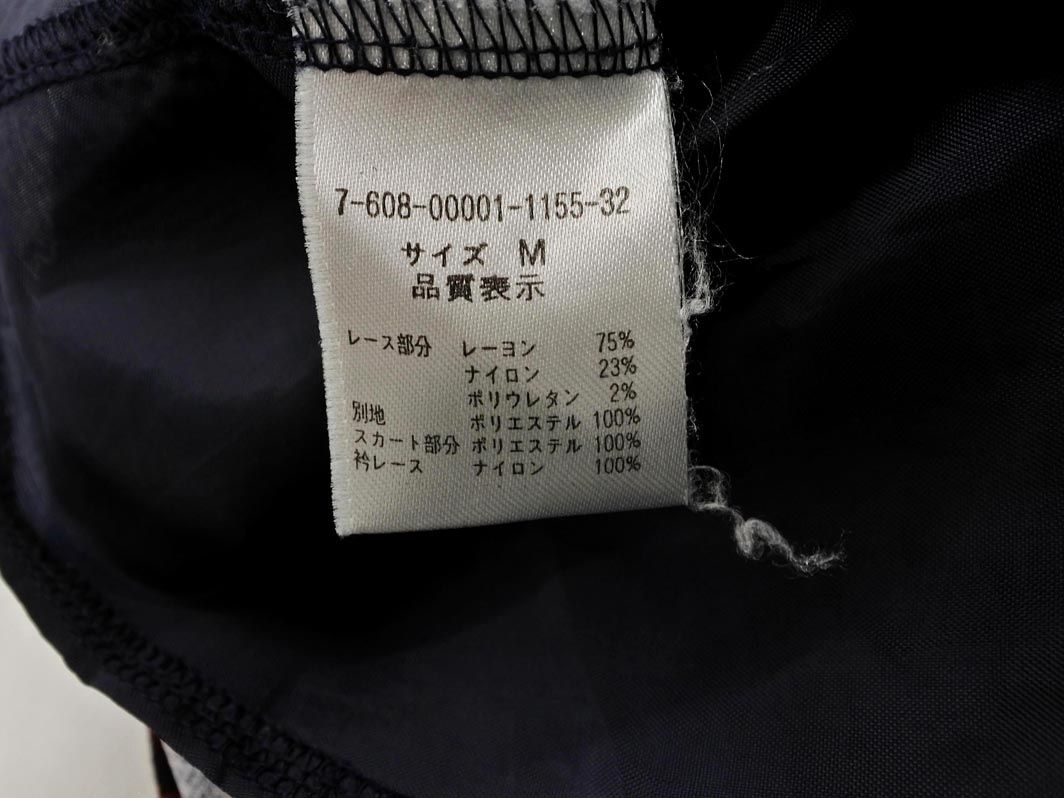 7-608-00001-1155-32
サイズ M
品質表示
レース部分 レーヨン 75%
ナイロン 23%
ポリウレタン 2%
別地 ポリエステル 100%
スカート部分 ポリエステル 100%
衿レース ナイロン 100%